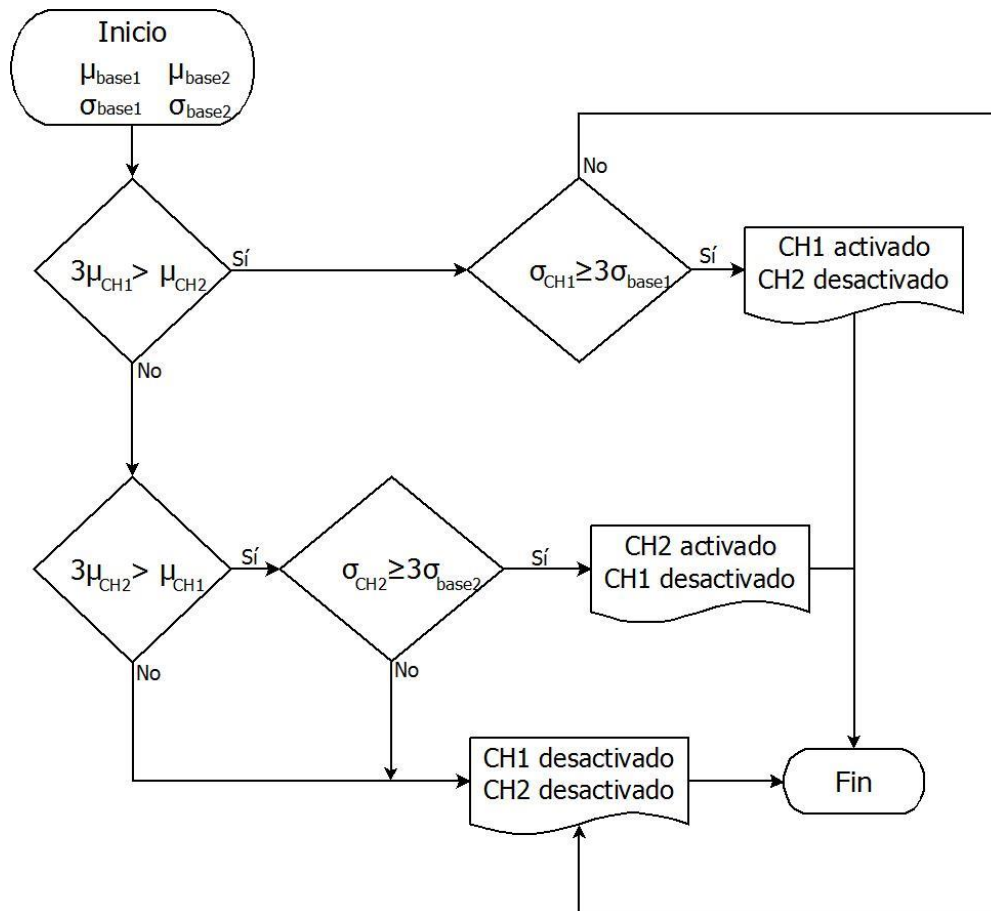 Inicio
μbase1 μbase2
σbase1 σbase2
No
3μCH1> μCH2
Sí
σCH1≥3σbase1
Sí
CH1 activado
CH2 desactivado
No
3μCH2> μCH1
Sí
σCH2≥3σbase2
Sí
CH2 activado
CH1 desactivado
No
No
CH1 desactivado
CH2 desactivado
Fin